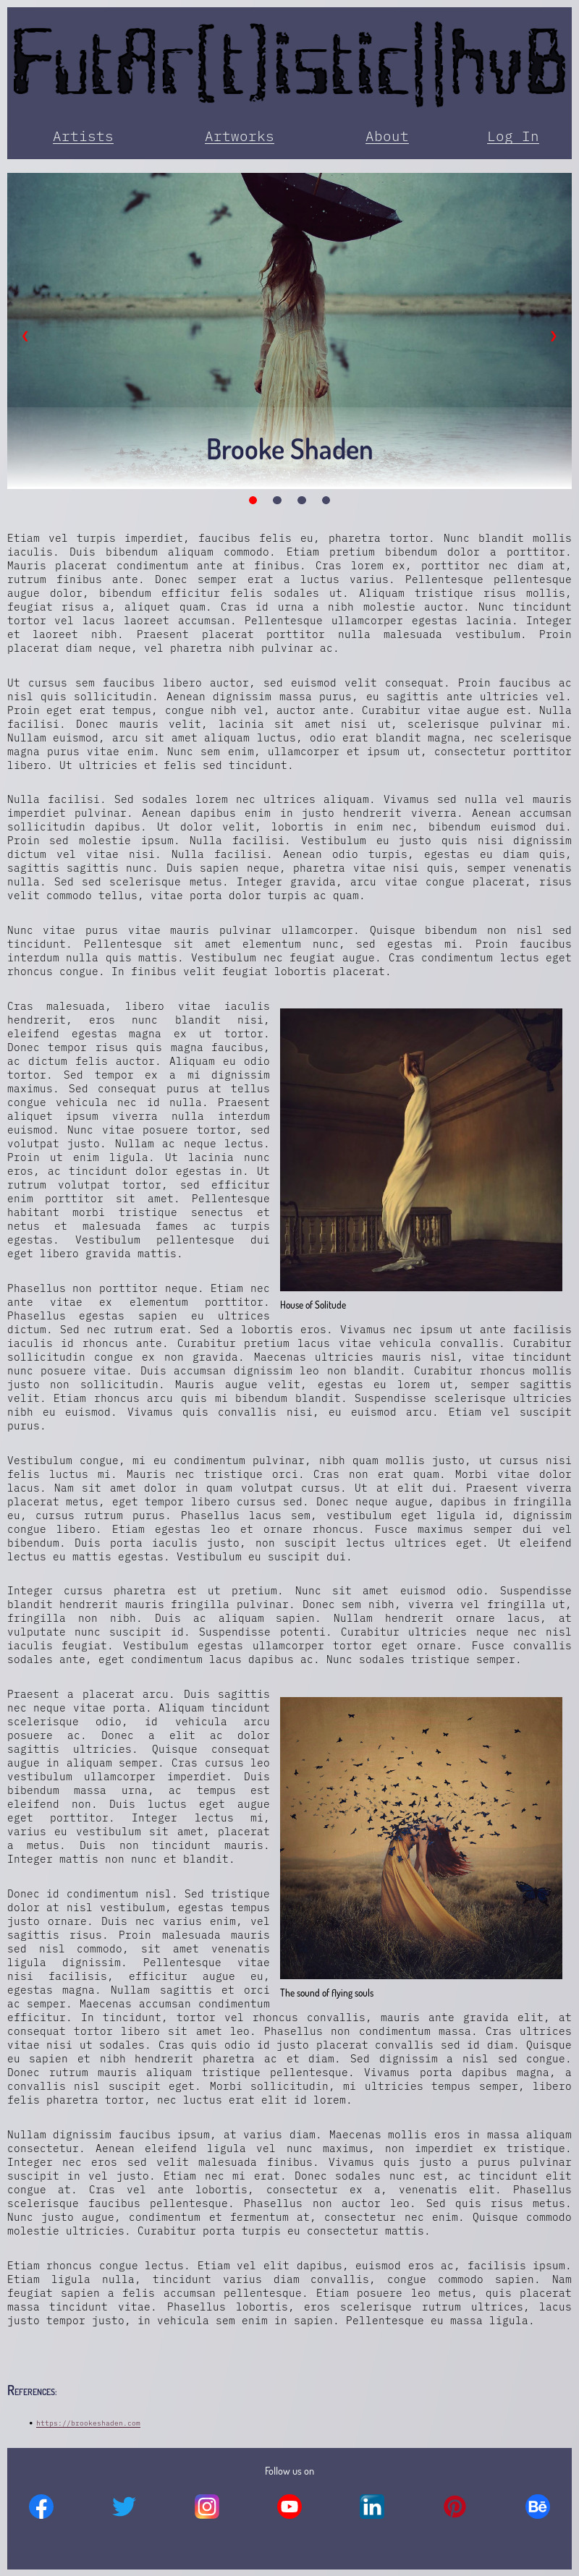 FutAr[t]istic||huB
Artists Artworks About Log In
‹ ›
Brooke Shaden
Etiam vel turpis imperdiet, faucibus felis eu, pharetra tortor. Nunc blandit mollis
iaculis. Duis bibendum aliquam commodo. Etiam pretium bibendum dolor a porttitor.
Mauris placerat condimentum ante at finibus. Cras lorem ex, porttitor nec diam at,
rutrum finibus ante. Donec semper erat a luctus varius. Pellentesque pellentesque
augue dolor, bibendum efficitur felis sodales ut. Aliquam tristique risus mollis,
feugiat risus a, aliquet quam. Cras id urna a nibh molestie auctor. Nunc tincidunt
tortor vel lacus laoreet accumsan. Pellentesque ullamcorper egestas lacinia. Integer
et laoreet nibh. Praesent placerat porttitor nulla malesuada vestibulum. Proin
placerat diam neque, vel pharetra nibh pulvinar ac.
Ut cursus sem faucibus libero auctor, sed euismod velit consequat. Proin faucibus ac
nisl quis sollicitudin. Aenean dignissim massa purus, eu sagittis ante ultricies vel.
Proin eget erat tempus, congue nibh vel, auctor ante. Curabitur vitae augue est. Nulla
facilisi. Donec mauris velit, lacinia sit amet nisi ut, scelerisque pulvinar mi.
Nullam euismod, arcu sit amet aliquam luctus, odio erat blandit magna, nec scelerisque
magna purus vitae enim. Nunc sem enim, ullamcorper et ipsum ut, consectetur porttitor
libero. Ut ultricies et felis sed tincidunt.
Nulla facilisi. Sed sodales lorem nec ultrices aliquam. Vivamus sed nulla vel mauris
imperdiet pulvinar. Aenean dapibus enim in justo hendrerit viverra. Aenean accumsan
sollicitudin dapibus. Ut dolor velit, lobortis in enim nec, bibendum euismod dui.
Proin sed molestie ipsum. Nulla facilisi. Vestibulum eu justo quis nisi dignissim
dictum vel vitae nisi. Nulla facilisi. Aenean odio turpis, egestas eu diam quis,
sagittis sagittis nunc. Duis sapien neque, pharetra vitae nisi quis, semper venenatis
nulla. Sed sed scelerisque metus. Integer gravida, arcu vitae congue placerat, risus
velit commodo tellus, vitae porta dolor turpis ac quam.
Nunc vitae purus vitae mauris pulvinar ullamcorper. Quisque bibendum non nisl sed
tincidunt. Pellentesque sit amet elementum nunc, sed egestas mi. Proin faucibus
interdum nulla quis mattis. Vestibulum nec feugiat augue. Cras condimentum lectus eget
rhoncus congue. In finibus velit feugiat lobortis placerat.
Cras malesuada, libero vitae iaculis
hendrerit, eros nunc blandit nisi,
eleifend egestas magna ex ut tortor.
Donec tempor risus quis magna faucibus,
ac dictum felis auctor. Aliquam eu odio
tortor. Sed tempor ex a mi dignissim
maximus. Sed consequat purus at tellus
congue vehicula nec id nulla. Praesent
aliquet ipsum viverra nulla interdum
euismod. Nunc vitae posuere tortor, sed
volutpat justo. Nullam ac neque lectus.
Proin ut enim ligula. Ut lacinia nunc
eros, ac tincidunt dolor egestas in. Ut
rutrum volutpat tortor, sed efficitur
enim porttitor sit amet. Pellentesque
habitant morbi tristique senectus et
netus et malesuada fames ac turpis
egestas. Vestibulum pellentesque dui
eget libero gravida mattis.
House of Solitude
Phasellus non porttitor neque. Etiam nec
ante vitae ex elementum porttitor.
Phasellus egestas sapien eu ultrices
dictum. Sed nec rutrum erat. Sed a lobortis eros. Vivamus nec ipsum ut ante facilisis
iaculis id rhoncus ante. Curabitur pretium lacus vitae vehicula convallis. Curabitur
sollicitudin congue ex non gravida. Maecenas ultricies mauris nisl, vitae tincidunt
nunc posuere vitae. Duis accumsan dignissim leo non blandit. Curabitur rhoncus mollis
justo non sollicitudin. Mauris augue velit, egestas eu lorem ut, semper sagittis
velit. Etiam rhoncus arcu quis mi bibendum blandit. Suspendisse scelerisque ultricies
nibh eu euismod. Vivamus quis convallis nisi, eu euismod arcu. Etiam vel suscipit
purus.
Vestibulum congue, mi eu condimentum pulvinar, nibh quam mollis justo, ut cursus nisi
felis luctus mi. Mauris nec tristique orci. Cras non erat quam. Morbi vitae dolor
lacus. Nam sit amet dolor in quam volutpat cursus. Ut at elit dui. Praesent viverra
placerat metus, eget tempor libero cursus sed. Donec neque augue, dapibus in fringilla
eu, cursus rutrum purus. Phasellus lacus sem, vestibulum eget ligula id, dignissim
congue libero. Etiam egestas leo et ornare rhoncus. Fusce maximus semper dui vel
bibendum. Duis porta iaculis justo, non suscipit lectus ultrices eget. Ut eleifend
lectus eu mattis egestas. Vestibulum eu suscipit dui.
Integer cursus pharetra est ut pretium. Nunc sit amet euismod odio. Suspendisse
blandit hendrerit mauris fringilla pulvinar. Donec sem nibh, viverra vel fringilla ut,
fringilla non nibh. Duis ac aliquam sapien. Nullam hendrerit ornare lacus, at
vulputate nunc suscipit id. Suspendisse potenti. Curabitur ultricies neque nec nisl
iaculis feugiat. Vestibulum egestas ullamcorper tortor eget ornare. Fusce convallis
sodales ante, eget condimentum lacus dapibus ac. Nunc sodales tristique semper.
Praesent a placerat arcu. Duis sagittis
nec neque vitae porta. Aliquam tincidunt
scelerisque odio, id vehicula arcu
posuere ac. Donec a elit ac dolor
sagittis ultricies. Quisque consequat
augue in aliquam semper. Cras cursus leo
vestibulum ullamcorper imperdiet. Duis
bibendum massa urna, ac tempus est
eleifend non. Duis luctus eget augue
eget porttitor. Integer lectus mi,
varius eu vestibulum sit amet, placerat
a metus. Duis non tincidunt mauris.
Integer mattis non nunc et blandit.
Donec id condimentum nisl. Sed tristique
dolor at nisl vestibulum, egestas tempus
justo ornare. Duis nec varius enim, vel
sagittis risus. Proin malesuada mauris
sed nisl commodo, sit amet venenatis
ligula dignissim. Pellentesque vitae
nisi facilisis, efficitur augue eu,
egestas magna. Nullam sagittis et orci
The sound of flying souls
ac semper. Maecenas accumsan condimentum
efficitur. In tincidunt, tortor vel rhoncus convallis, mauris ante gravida elit, at
consequat tortor libero sit amet leo. Phasellus non condimentum massa. Cras ultrices
vitae nisi ut sodales. Cras quis odio id justo placerat convallis sed id diam. Quisque
eu sapien et nibh hendrerit pharetra ac et diam. Sed dignissim a nisl sed congue.
Donec rutrum mauris aliquam tristique pellentesque. Vivamus porta dapibus magna, a
convallis nisl suscipit eget. Morbi sollicitudin, mi ultricies tempus semper, libero
felis pharetra tortor, nec luctus erat elit id lorem.
Nullam dignissim faucibus ipsum, at varius diam. Maecenas mollis eros in massa aliquam
consectetur. Aenean eleifend ligula vel nunc maximus, non imperdiet ex tristique.
Integer nec eros sed velit malesuada finibus. Vivamus quis justo a purus pulvinar
suscipit in vel justo. Etiam nec mi erat. Donec sodales nunc est, ac tincidunt elit
congue at. Cras vel ante lobortis, consectetur ex a, venenatis elit. Phasellus
scelerisque faucibus pellentesque. Phasellus non auctor leo. Sed quis risus metus.
Nunc justo augue, condimentum et fermentum at, consectetur nec enim. Quisque commodo
molestie ultricies. Curabitur porta turpis eu consectetur mattis.
Etiam rhoncus congue lectus. Etiam vel elit dapibus, euismod eros ac, facilisis ipsum.
Etiam ligula nulla, tincidunt varius diam convallis, congue commodo sapien. Nam
feugiat sapien a felis accumsan pellentesque. Etiam posuere leo metus, quis placerat
massa tincidunt vitae. Phasellus lobortis, eros scelerisque rutrum ultrices, lacus
justo tempor justo, in vehicula sem enim in sapien. Pellentesque eu massa ligula.
References:
• https://brookeshaden.com
Follow us on
f in Bē